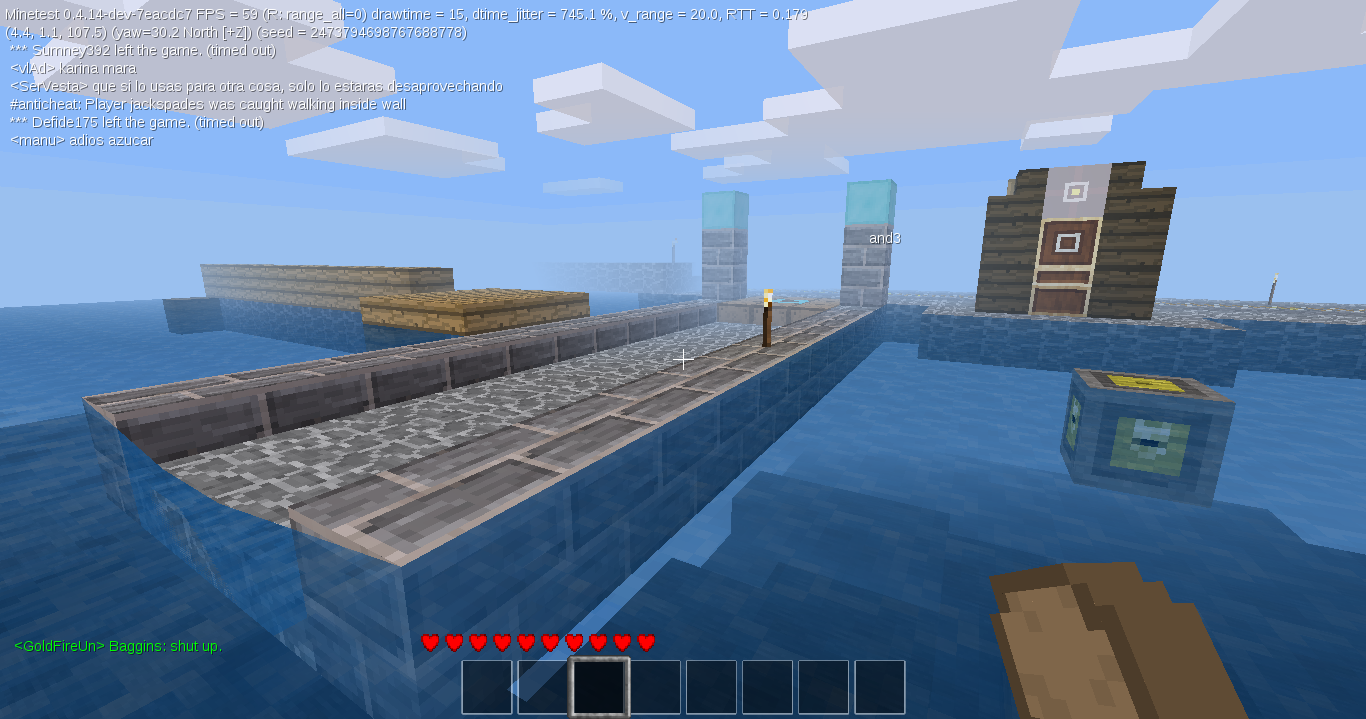 Minetest 0.4.14-dev-7eacdc7 FPS = 59 (R: range_all=0) drawtime = 15, dtime_jitter = 745.1 %, v_range = 20.0, RTT = 0.179
(4.4, 1.1, 107.5) (yaw=30.2 North [+Z]) (seed = 2473794698767688778)
*** Sumney392 left the game. (timed out)
<vlAd> karina mara
<SerVesta> que si lo usas para otra cosa, solo lo estaras desaprovechando
#anticheat: Player jackspades was caught walking inside wall
*** Defide175 left the game. (timed out)
<manu> adios azucar
and3
<GoldFireUn> Baggins: shut up.